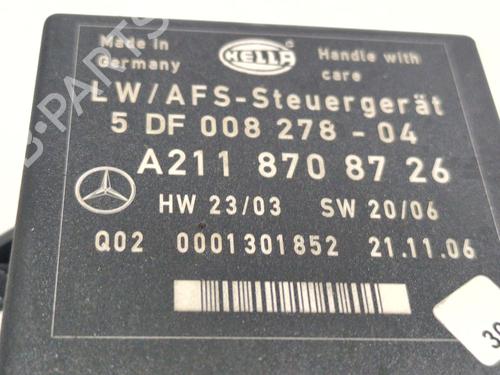 Made in
Germany
HELLA
Handle with
care
LW/AFS-Steuergerät
5 DF 008 278 - 04
A211 870 87 26
HW 23/03 SW 20/06
Q02 0001301852 21.11.06
B-PARTS